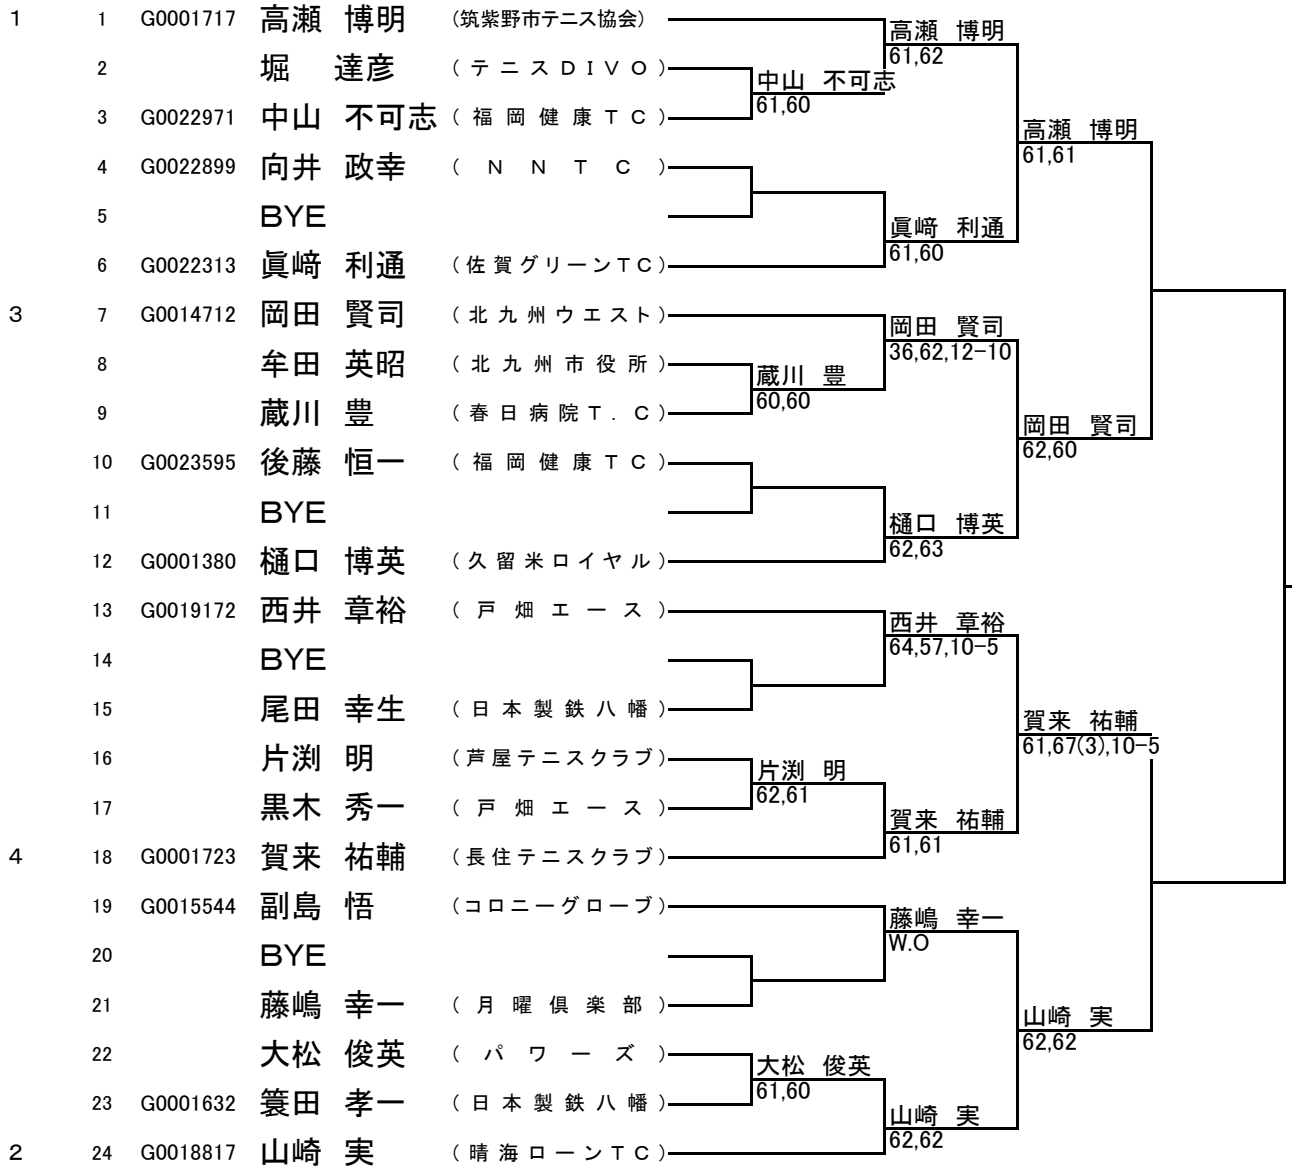 1 1 G0001717 高瀬 博明 (筑紫野市テニス協会)
高瀬 博明
61,62
2 堀 達彦 (テニスDIVO)
中山 不可志
61,60
3 G0022971 中山 不可志 (福岡健康TC)
高瀬 博明
61,61
4 G0022899 向井 政幸 (NNTC)
5 BYE
眞﨑 利通
61,60
6 G0022313 眞﨑 利通 (佐賀グリーンTC)
3 7 G0014712 岡田 賢司 (北九州ウエスト)
岡田 賢司
36,62,12-10
8 牟田 英昭 (北九州市役所)
蔵川 豊
60,60
9 蔵川 豊 (春日病院T.C)
岡田 賢司
62,60
10 G0023595 後藤 恒一 (福岡健康TC)
11 BYE
樋口 博英
62,63
12 G0001380 樋口 博英 (久留米ロイヤル)
13 G0019172 西井 章裕 (戸畑エース)
西井 章裕
64,57,10-5
14 BYE
15 尾田 幸生 (日本製鉄八幡)
賀来 祐輔
61,67(3),10-5
16 片渕 明 (芦屋テニスクラブ)
片渕 明
62,61
17 黒木 秀一 (戸畑エース)
賀来 祐輔
61,61
4 18 G0001723 賀来 祐輔 (長住テニスクラブ)
19 G0015544 副島 悟 (コロニーグローブ)
藤嶋 幸一
W.O
20 BYE
21 藤嶋 幸一 (月曜倶楽部)
山崎 実
62,62
22 大松 俊英 (パワーズ)
大松 俊英
61,60
23 G0001632 簑田 孝一 (日本製鉄八幡)
山崎 実
62,62
2 24 G0018817 山崎 実 (晴海ローンTC)